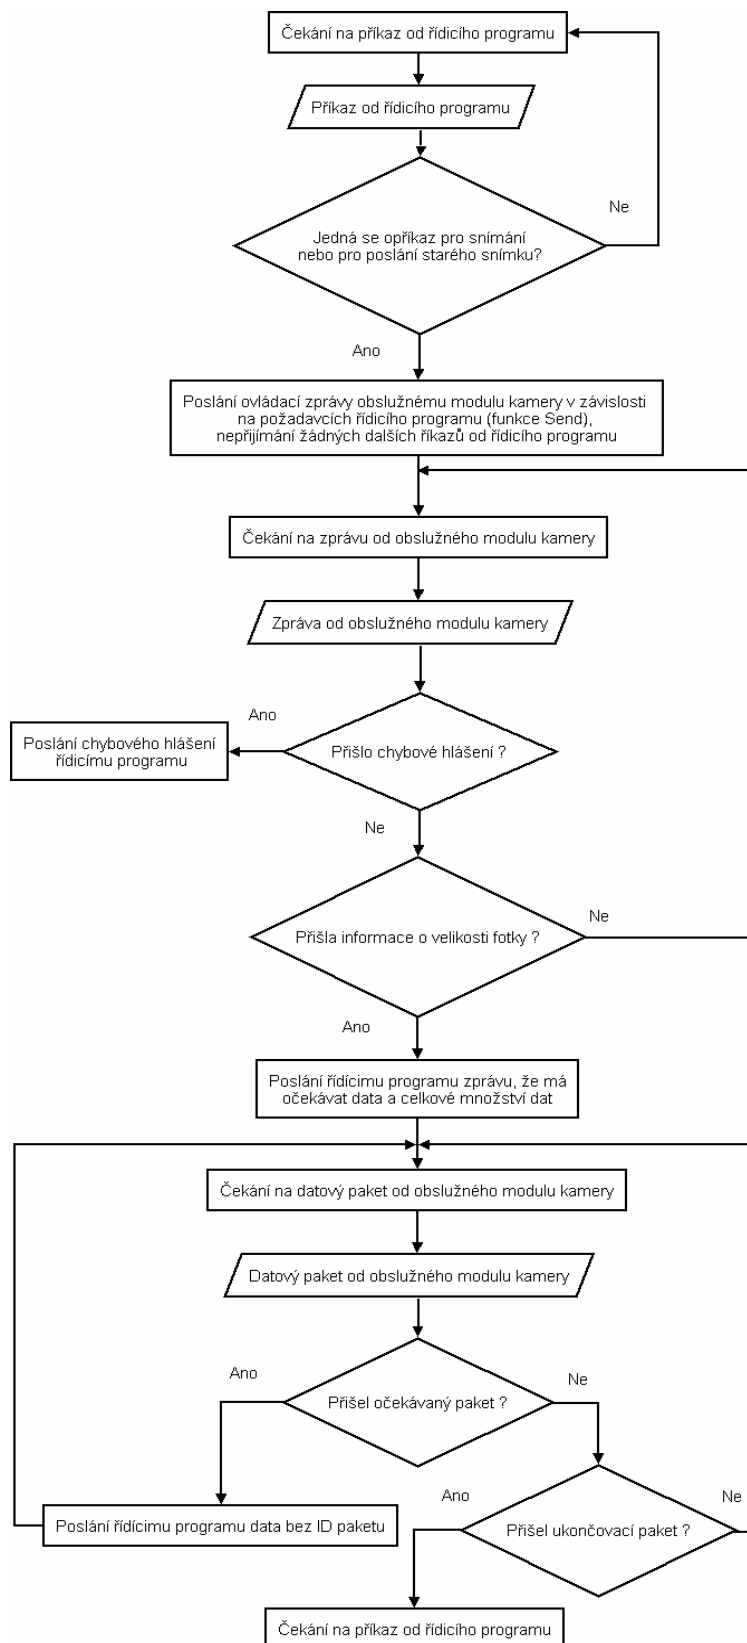 Čekání na příkaz od řídicího programu
Příkaz od řídicího programu
Ne
Jedná se opříkaz pro snímání
nebo pro poslání starého snímku?
Ano
Poslání ovládací zprávy obslužnému modulu kamery v závislosti
na požadavcích řídicího programu (funkce Send),
nepřijímání žádných dalších říkazů od řídicího programu
Čekání na zprávu od obslužného modulu kamery
Zpráva od obslužného modulu kamery
Ano
Poslání chybového hlášení
řídicímu programu
Přišlo chybové hlášení ?
Ne
Ne
Přišla informace o velikosti fotky ?
Ano
Poslání řídícimu programu zprávu, že má
očekávat data a celkové množství dat
Čekání na datový paket od obslužného modulu kamery
Datový paket od obslužného modulu kamery
Ano
Ne
Přišel očekávaný paket ?
Ano
Ne
Poslání řídícimu programu data bez ID paketu
Přišel ukončovací paket ?
Čekání na příkaz od řídicího programu